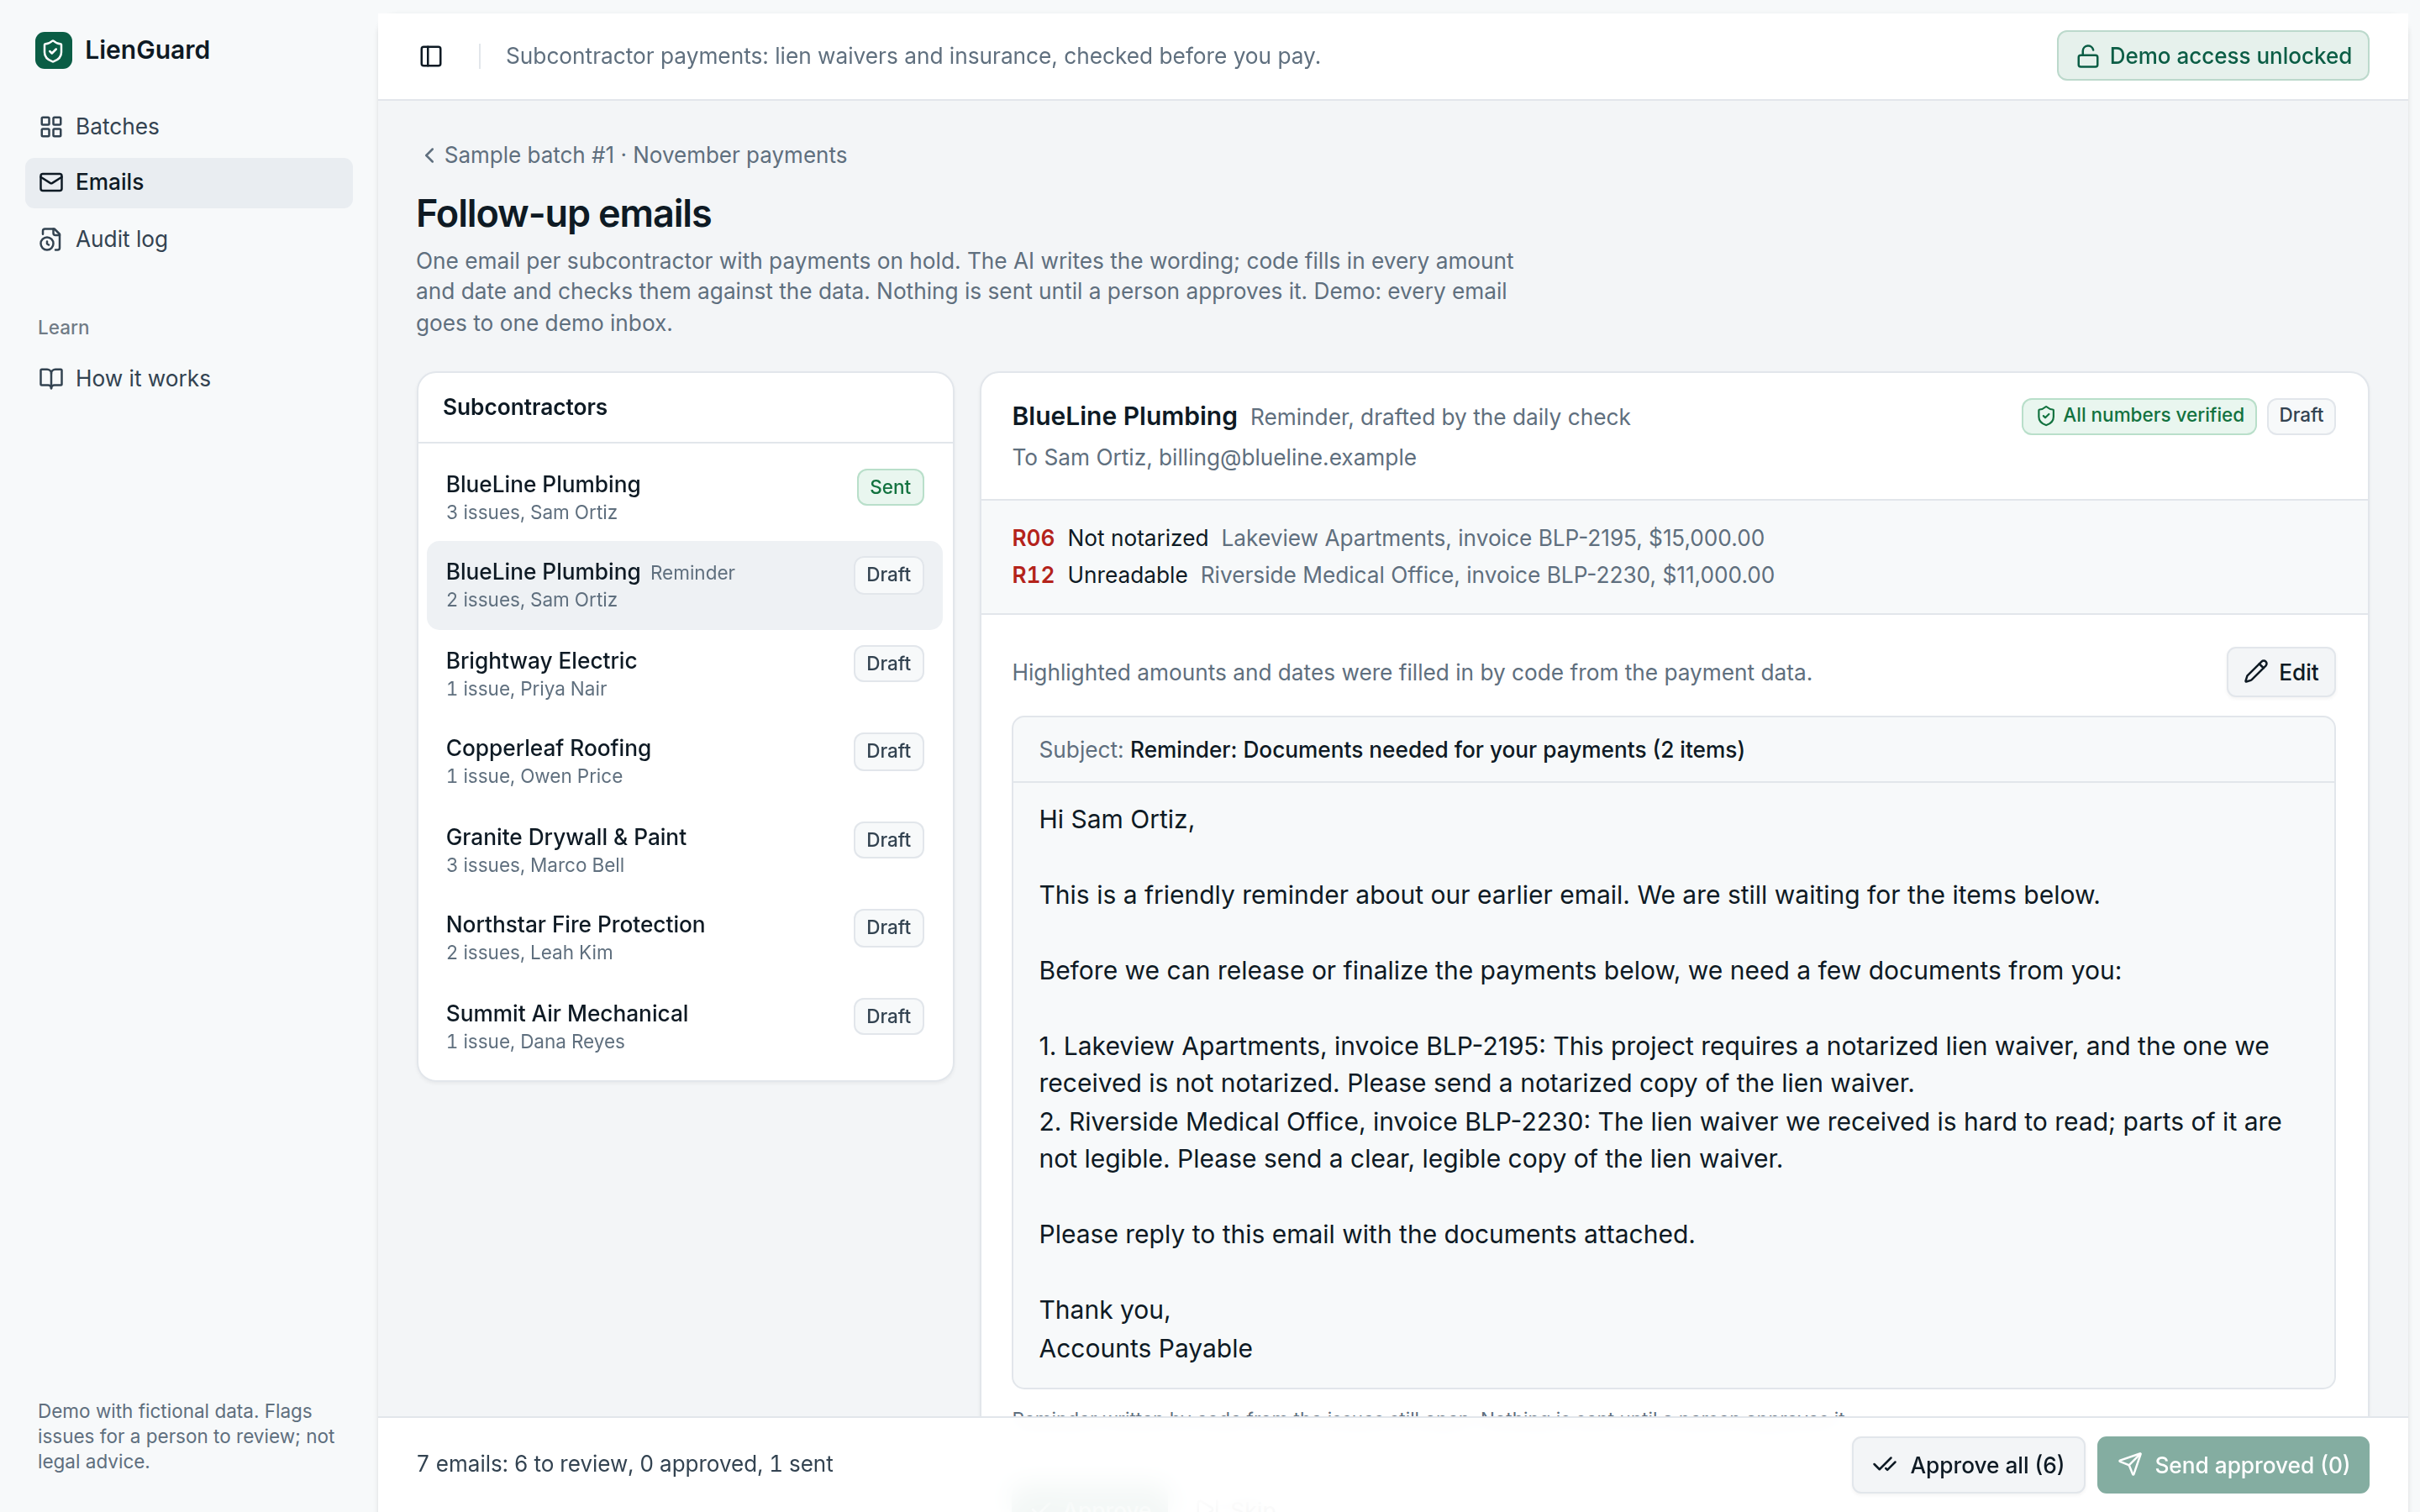 LienGuard
Batches
Emails
Audit log
Learn
How it works
Demo with fictional data. Flags
issues for a person to review; not
legal advice.
Subcontractor payments: lien waivers and insurance, checked before you pay.
Demo access unlocked
Sample batch #1 · November payments
Follow-up emails
One email per subcontractor with payments on hold. The AI writes the wording; code fills in every amount
and date and checks them against the data. Nothing is sent until a person approves it. Demo: every email
goes to one demo inbox.
Subcontractors
BlueLine Plumbing Sent
3 issues, Sam Ortiz
BlueLine Plumbing Reminder Draft
2 issues, Sam Ortiz
Brightway Electric Draft
1 issue, Priya Nair
Copperleaf Roofing Draft
1 issue, Owen Price
Granite Drywall & Paint Draft
3 issues, Marco Bell
Northstar Fire Protection Draft
2 issues, Leah Kim
Summit Air Mechanical Draft
1 issue, Dana Reyes
BlueLine Plumbing Reminder, drafted by the daily check All numbers verified Draft
To Sam Ortiz, billing@blueline.example
R06 Not notarized Lakeview Apartments, invoice BLP-2195, $15,000.00
R12 Unreadable Riverside Medical Office, invoice BLP-2230, $11,000.00
Highlighted amounts and dates were filled in by code from the payment data. Edit
Subject: Reminder: Documents needed for your payments (2 items)
Hi Sam Ortiz,
This is a friendly reminder about our earlier email. We are still waiting for the items below.
Before we can release or finalize the payments below, we need a few documents from you:
1. Lakeview Apartments, invoice BLP-2195: This project requires a notarized lien waiver, and the one we
received is not notarized. Please send a notarized copy of the lien waiver.
2. Riverside Medical Office, invoice BLP-2230: The lien waiver we received is hard to read; parts of it are
not legible. Please send a clear, legible copy of the lien waiver.
Please reply to this email with the documents attached.
Thank you,
Accounts Payable
Reminder written by code from the issues still open. Nothing is sent until a person approves it.
7 emails: 6 to review, 0 approved, 1 sent
Approve all (6)
Send approved (0)